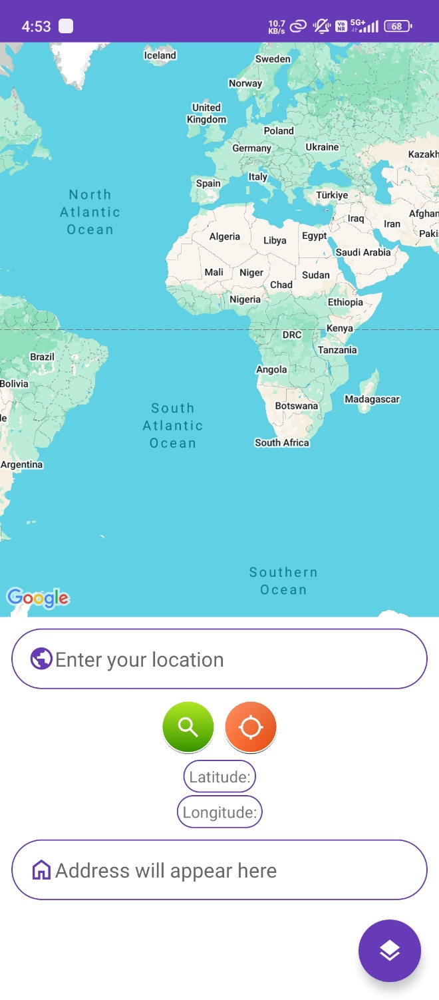 4:53
10.7
KB/s
Vo
NR
5G+
68
Iceland
Sweden
Norway
United
Kingdom
Poland
Germany
Ukraine
Kazakh
Italy
Spain
Türkiye
North
Atlantic
Ocean
Afghan
Iraq
Iran
Pakis
Algeria
Libya
Egypt
Saudi Arabia
Mali
Niger
Sudan
Chad
Nigeria
Ethiopia
Kenya
DRC
Tanzania
Brazil
Angola
Bolivia
Madagascar
Botswana
South
Atlantic
Ocean
le
South Africa
Argentina
Southern
Ocean
Google
Enter your location
Latitude:
Longitude:
Address will appear here